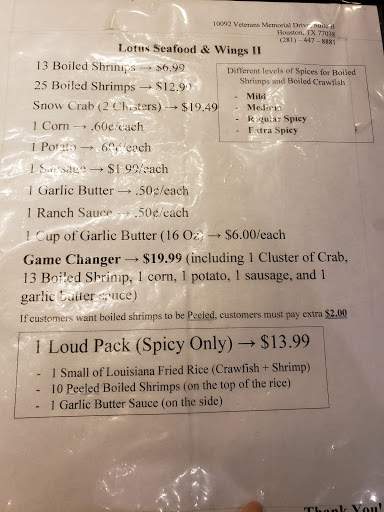 10092 Veterans Memorial Drive, Suite
Houston, TX 77038
(281) – 447 – 8881
Lotus Seafood & Wings II
13 Boiled Shrimps → $6.99
25 Boiled Shrimps → $12.99
Snow Crab (2 Clusters) → $19.49
1 Corn → .60¢/each
1 Potato → .60¢/each
1 Sausage → $1.99/each
1 Garlic Butter → .50¢/each
1 Ranch Sauce → .50¢/each
1 Cup of Garlic Butter (16 Oz) → $6.00/each
Different levels of Spices for Boiled
Shrimps and Boiled Crawfish
- Mild
- Medium
- Regular Spicy
- Extra Spicy
Game Changer → $19.99 (including 1 Cluster of Crab,
13 Boiled Shrimp, 1 corn, 1 potato, 1 sausage, and 1
garlic butter sauce)
If customers want boiled shrimps to be Peeled, customers must pay extra $2.00
1 Loud Pack (Spicy Only) → $13.99
- 1 Small of Louisiana Fried Rice (Crawfish + Shrimp)
- 10 Peeled Boiled Shrimps (on the top of the rice)
- 1 Garlic Butter Sauce (on the side)
Thank You!